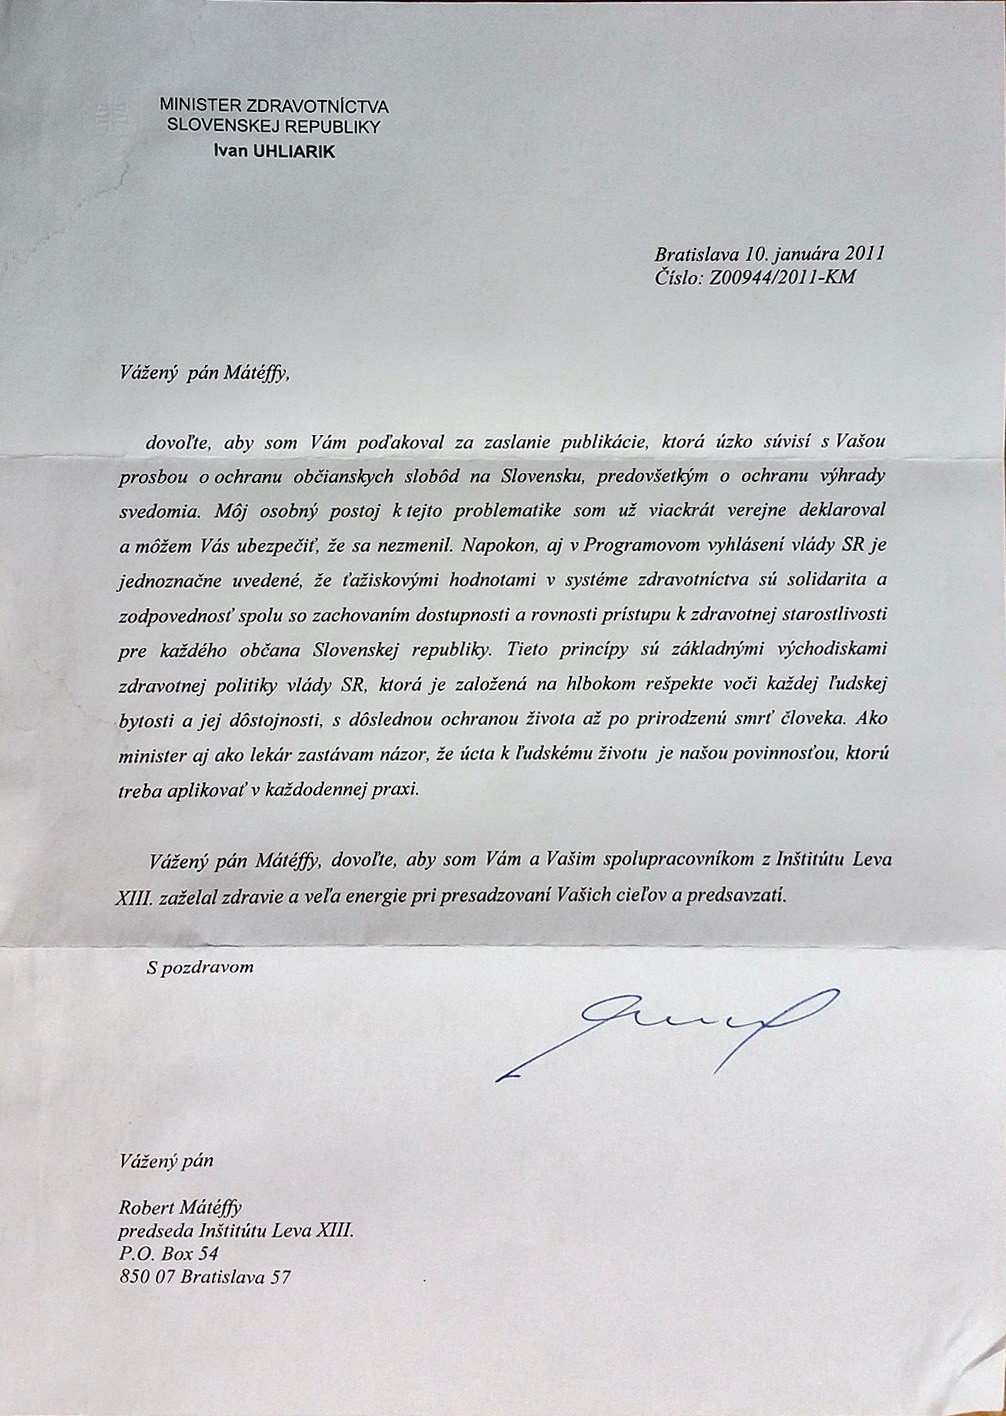 MINISTER ZDRAVOTNÍCTVA
SLOVENSKEJ REPUBLIKY
Ivan UHLIARIK
Bratislava 10. januára 2011
Číslo: Z00944/2011-KM
Vážený pán Mátéffy,
dovoľte, aby som Vám poďakoval za zaslanie publikácie, ktorá úzko súvisí s Vašou
prosbou o ochranu občianskych slobôd na Slovensku, predovšetkým o ochranu výhrady
svedomia. Môj osobný postoj k tejto problematike som už viackrát verejne deklaroval
a môžem Vás ubezpečiť, že sa nezmenil. Napokon, aj v Programovom vyhlásení vlády SR je
jednoznačne uvedené, že ťažiskovými hodnotami v systéme zdravotníctva sú solidarita a
zodpovednosť spolu so zachovaním dostupnosti a rovnosti prístupu k zdravotnej starostlivosti
pre každého občana Slovenskej republiky. Tieto princípy sú základnými východiskami
zdravotnej politiky vlády SR, ktorá je založená na hlbokom rešpekte voči každej ľudskej
bytosti a jej dôstojnosti, s dôslednou ochranou života až po prirodzenú smrť človeka. Ako
minister aj ako lekár zastávam názor, že úcta k ľudskému životu je našou povinnosťou, ktorú
treba aplikovať v každodennej praxi.
Vážený pán Mátéffy, dovoľte, aby som Vám a Vašim spolupracovníkom z Inštitútu Leva
XIII. zaželal zdravie a veľa energie pri presadzovaní Vašich cieľov a predsavzatí.
S pozdravom
Vážený pán
Robert Mátéffy
predseda Inštitútu Leva XIII.
P.O. Box 54
850 07 Bratislava 57